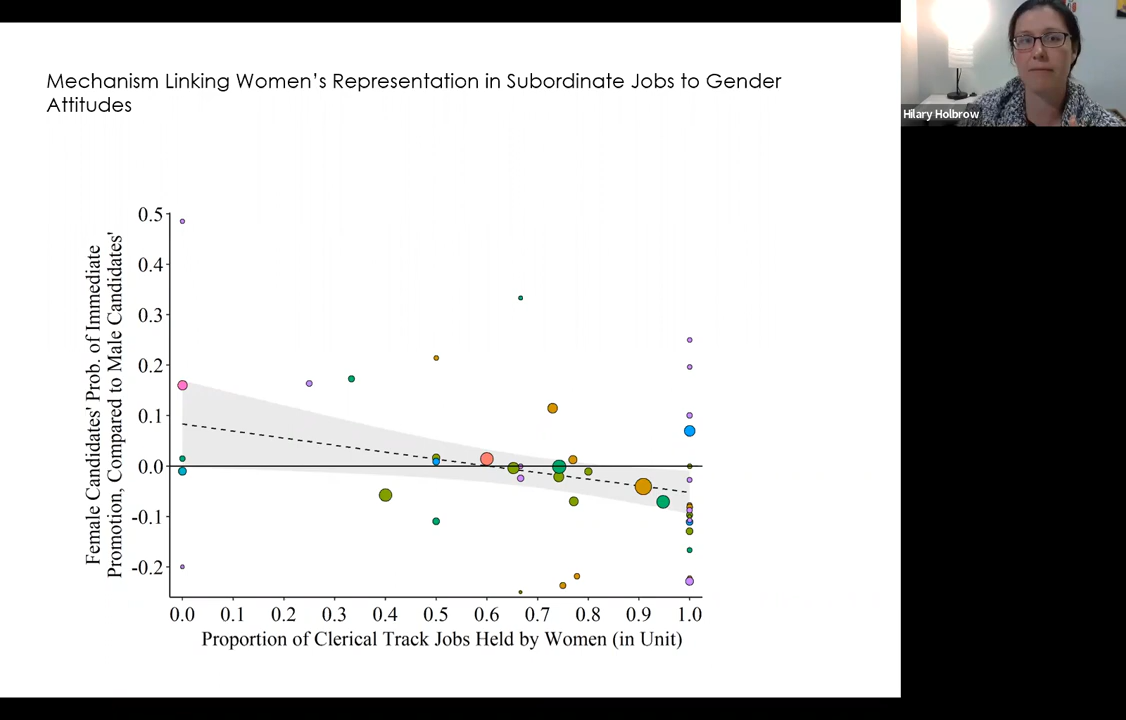 Mechanism Linking Women's Representation in Subordinate Jobs to Gender
Attitudes
Hilary Holbrow
Female Candidates' Prob. of Immediate
Promotion, Compared to Male Candidates'
0.5
0.4
0.3
0.2
0.1
0.0
-0.1
-0.2
0.0 0.1 0.2 0.3 0.4 0.5 0.6 0.7 0.8 0.9 1.0
Proportion of Clerical Track Jobs Held by Women (in Unit)